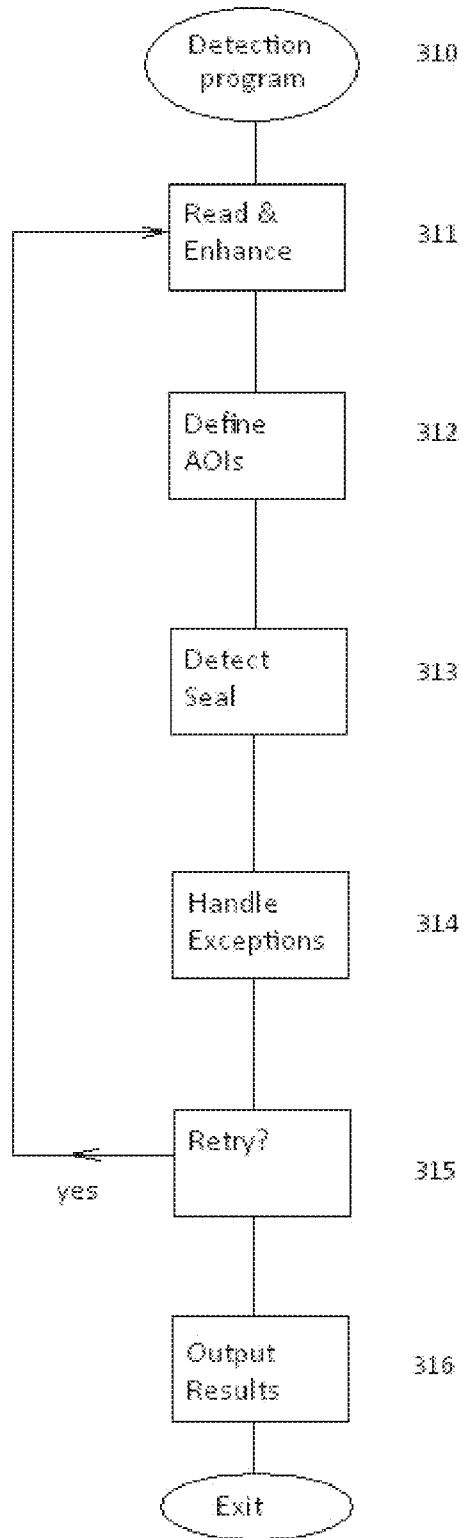 Detection
program
310
Read &
Enhance
311
Define
AOIs
312
Detect
Seal
313
Handle
Exceptions
314
Retry?
315
yes
Output
Results
316
Exit